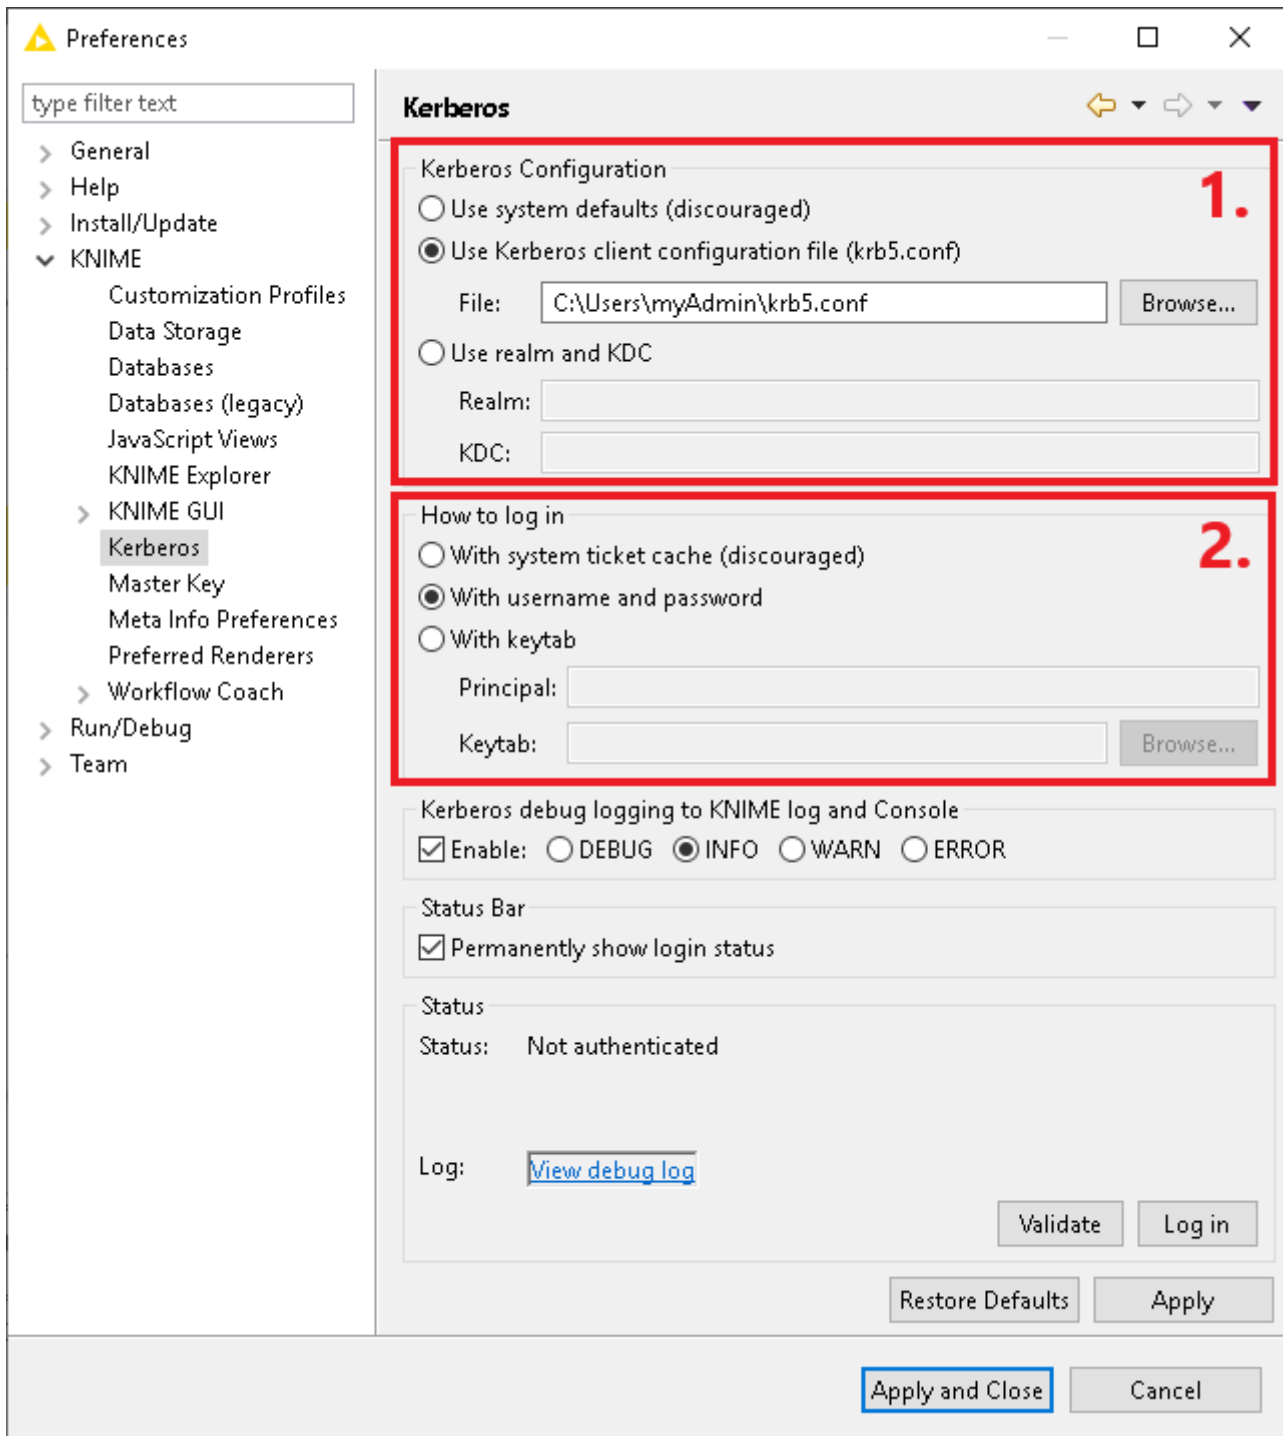 Preferences
type filter text
General
Help
Install/Update
KNIME
Customization Profiles
Data Storage
Databases
Databases (legacy)
JavaScript Views
KNIME Explorer
KNIME GUI
Kerberos
Master Key
Meta Info Preferences
Preferred Renderers
Workflow Coach
Run/Debug
Team
Kerberos
Kerberos Configuration
1.
Use system defaults (discouraged)
Use Kerberos client configuration file (krb5.conf)
File: C:\Users\myAdmin\krb5.conf Browse...
Use realm and KDC
Realm:
KDC:
How to log in
2.
With system ticket cache (discouraged)
With username and password
With keytab
Principal:
Keytab: Browse...
Kerberos debug logging to KNIME log and Console
Enable: DEBUG INFO WARN ERROR
Status Bar
Permanently show login status
Status
Status: Not authenticated
Log: View debug log
Validate Log in
Restore Defaults Apply
Apply and Close Cancel